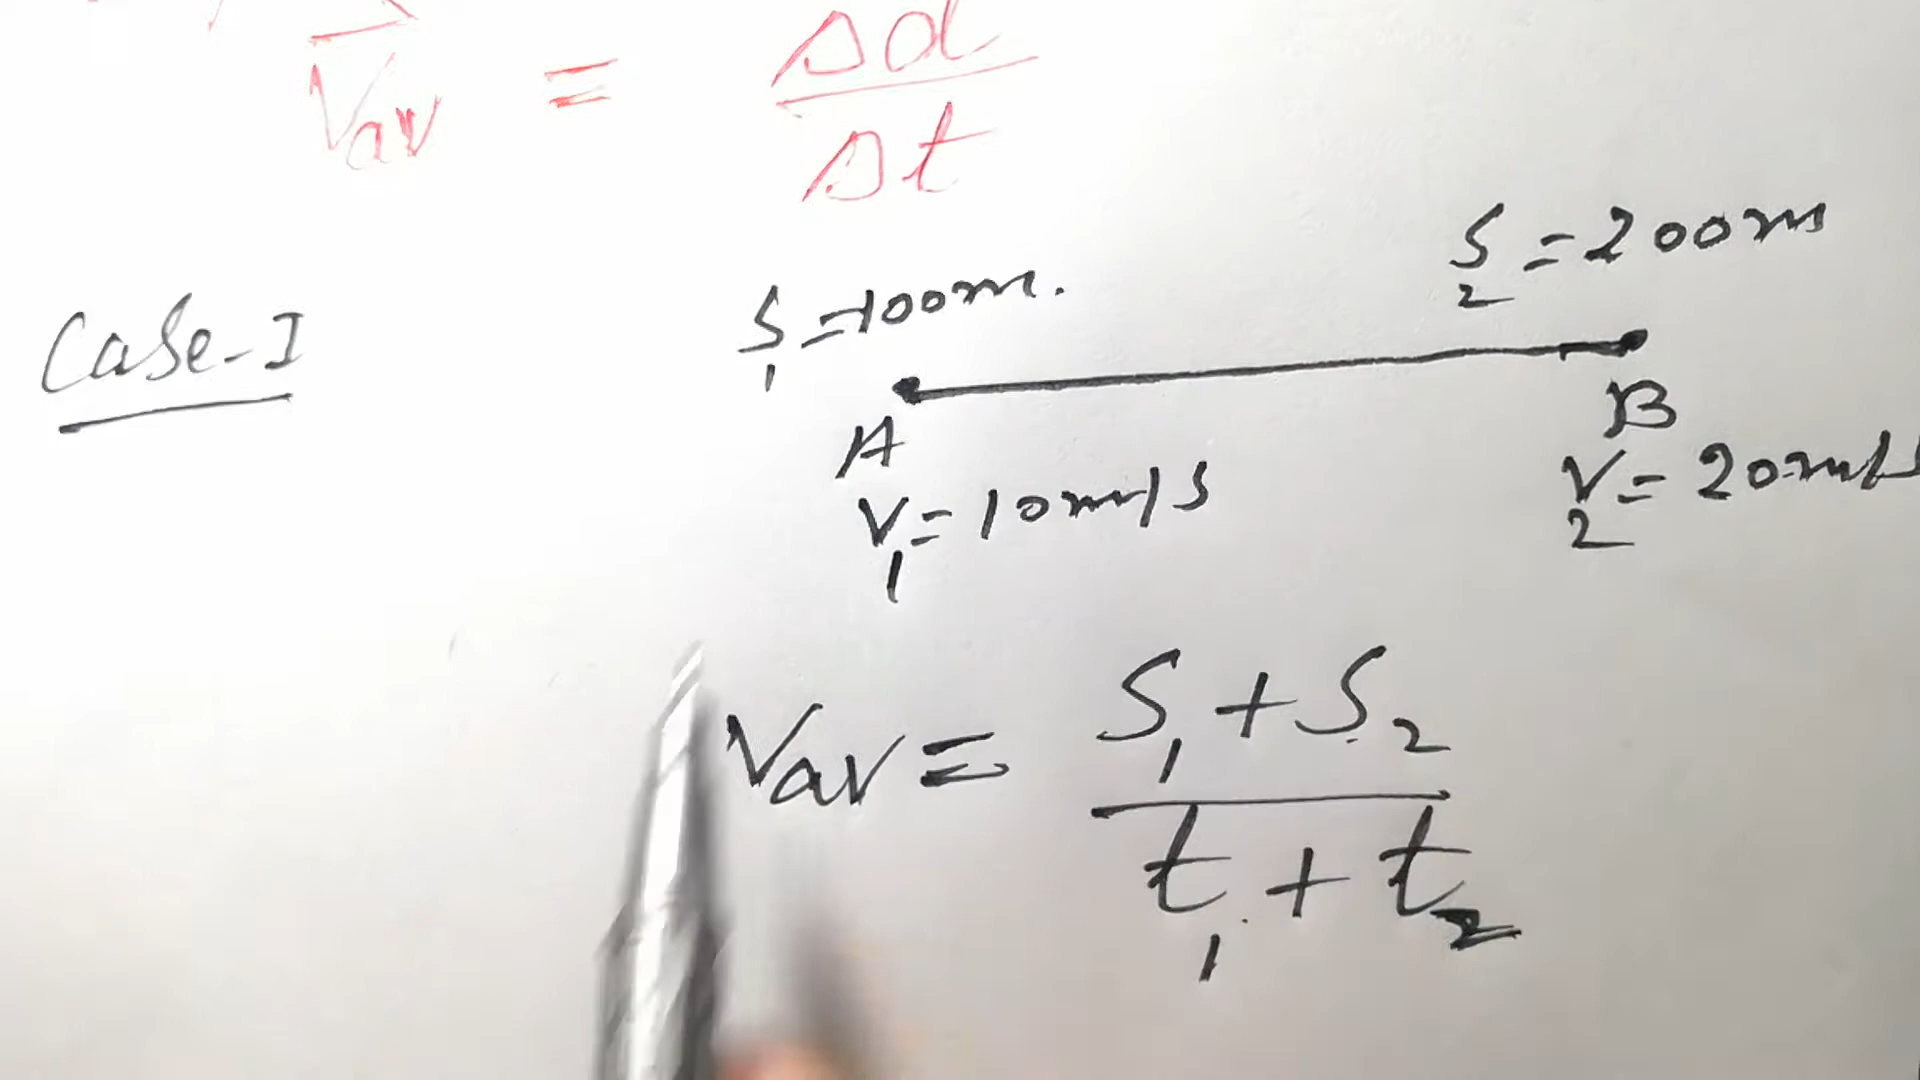 Vav = Δd
Δt
Case-I
S1 = 100m.
S2 = 200m
A
B
V1 = 10m/s
V2 = 20m/s
Vav = S1 + S2
t1 + t2